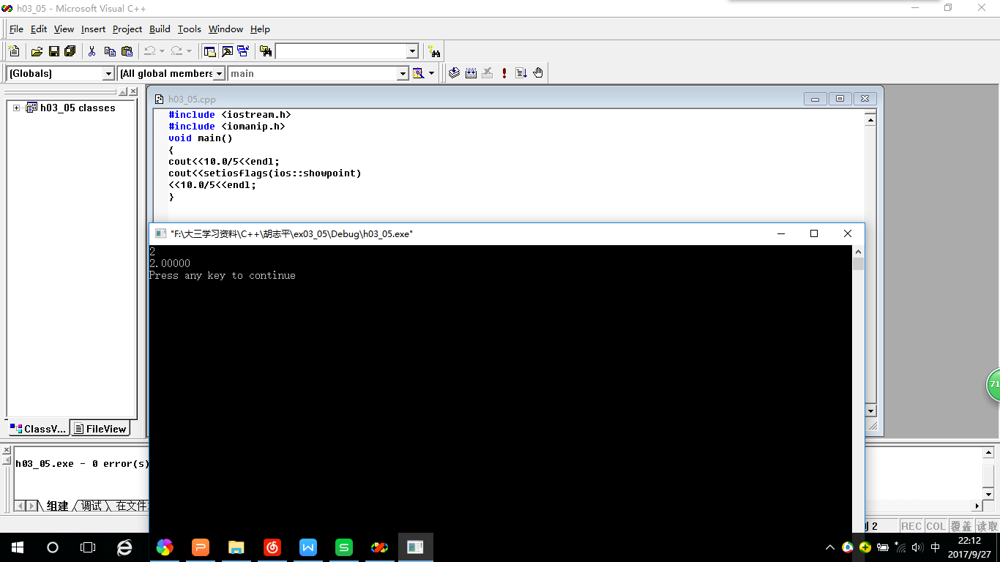 h03_05 - Microsoft Visual C++
File Edit View Insert Project Build Tools Window Help
(Globals) (All global members main
h03_05 classes
h03_05.cpp
#include <iostream.h>
#include <iomanip.h>
void main()
{
cout<<10.0/5<<endl;
cout<<setiosflags(ios::showpoint)
<<10.0/5<<endl;
}
"F:\大三学习资料\C++\胡志平\ex03_05\Debug\h03_05.exe"
2
2.00000
Press any key to continue
71
ClassV... FileView
h03_05.exe - 0 error(s)
组建 调试 在文件
2 REC COL 覆盖 读取
中
22:12
2017/9/27